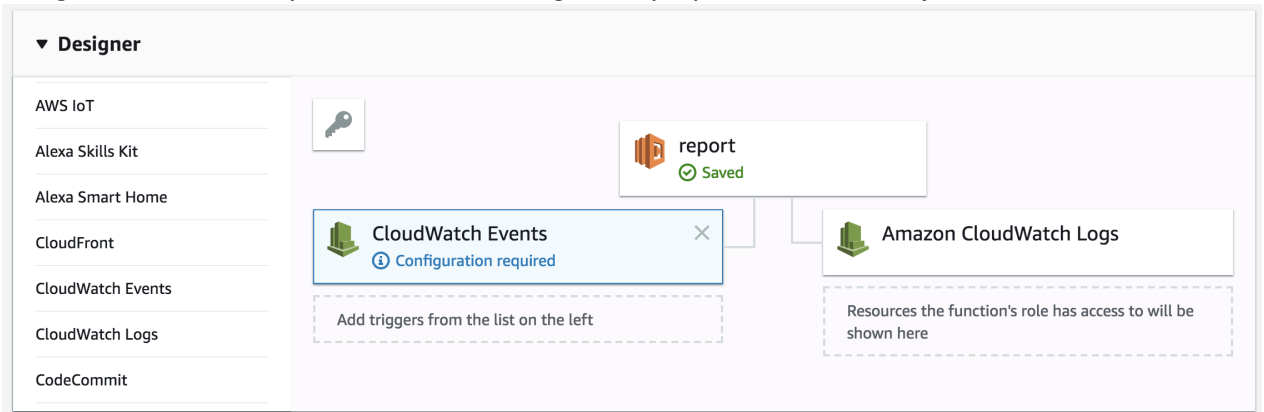 Designer
AWS IoT
Alexa Skills Kit
Alexa Smart Home
CloudFront
CloudWatch Events
CloudWatch Logs
CodeCommit
report
Saved
CloudWatch Events
Configuration required
Add triggers from the list on the left
Amazon CloudWatch Logs
Resources the function's role has access to will be
shown here